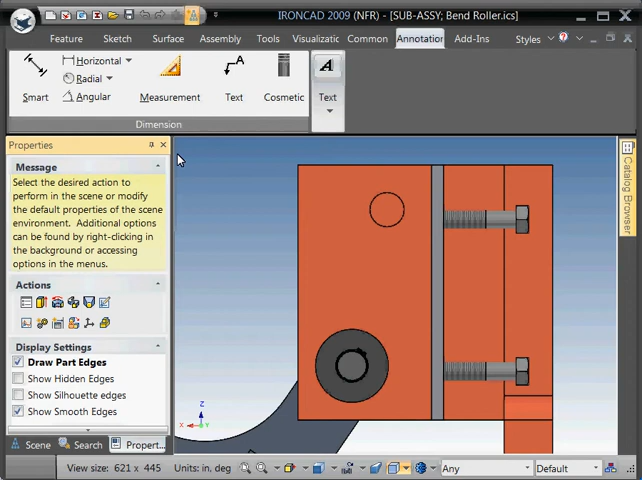 IRONCAD 2009 (NFR) - [SUB-ASSY; Bend Roller.ics]
Feature Sketch Surface Assembly Tools Visualizatic Common Annotation Add-Ins Styles
Horizontal
Radial
Angular
Smart Measurement Text Cosmetic Text
Dimension
Properties
Message
Select the desired action to
perform in the scene or modify
the default properties of the scene
environment. Additional
options can be found by right-clicking
in the background or accessing
options in the menus.
Actions
Display Settings
Draw Part Edges
Show Hidden Edges
Show Silhouette edges
Show Smooth Edges
Catalog Browser
Z
X Y
Scene Search Propert...
View size: 621 x 445 Units: in. deg Any Default